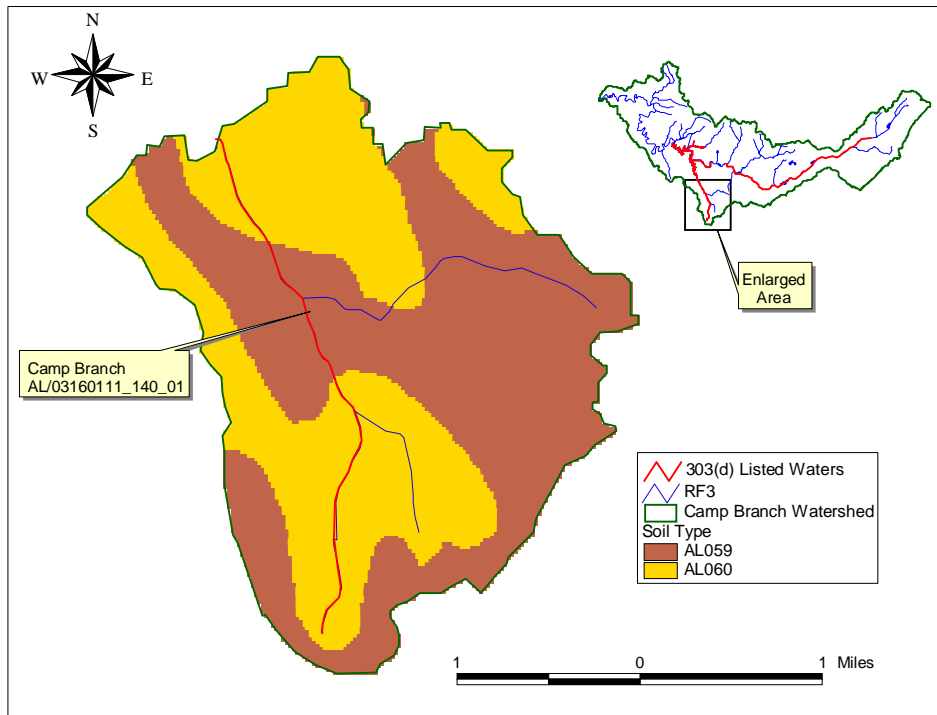 N
W E
S
Enlarged
Area
Camp Branch
AL/03160111_140_01
303(d) Listed Waters
RF3
Camp Branch Watershed
Soil Type
AL059
AL060
1 0 1 Miles